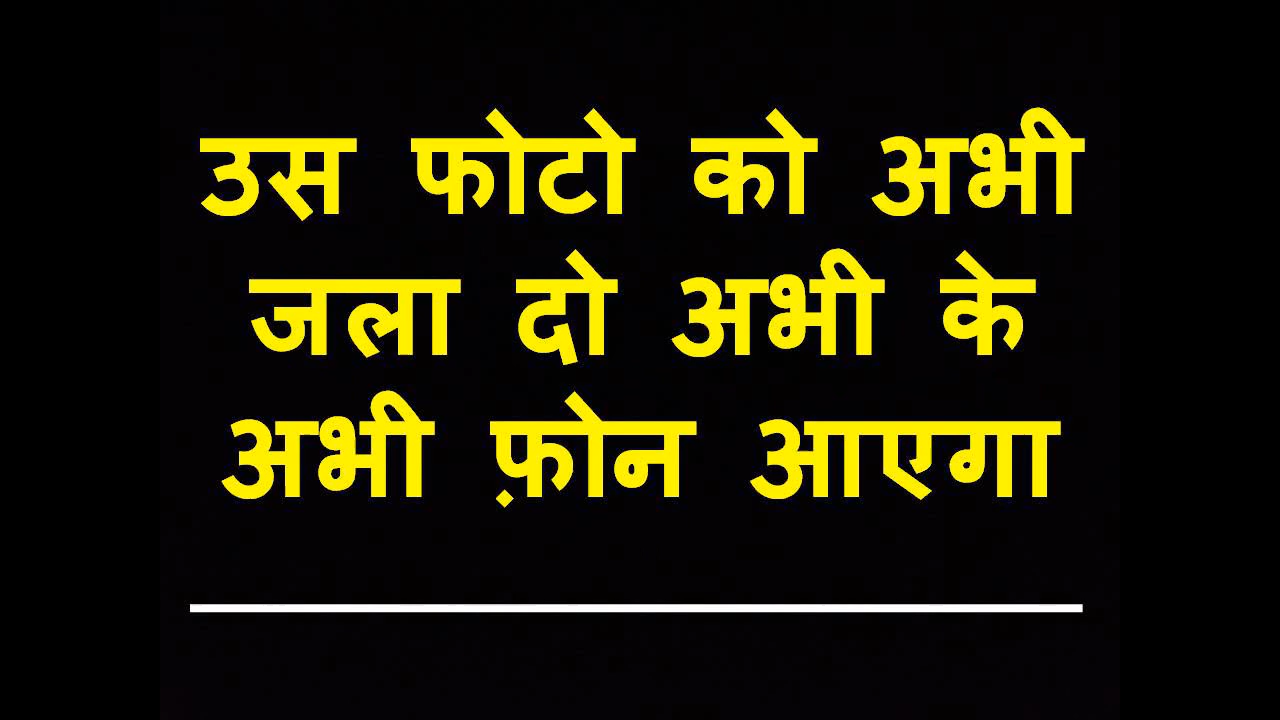 उस फोटो को अभी
जला दो अभी के
अभी फ़ोन आएगा